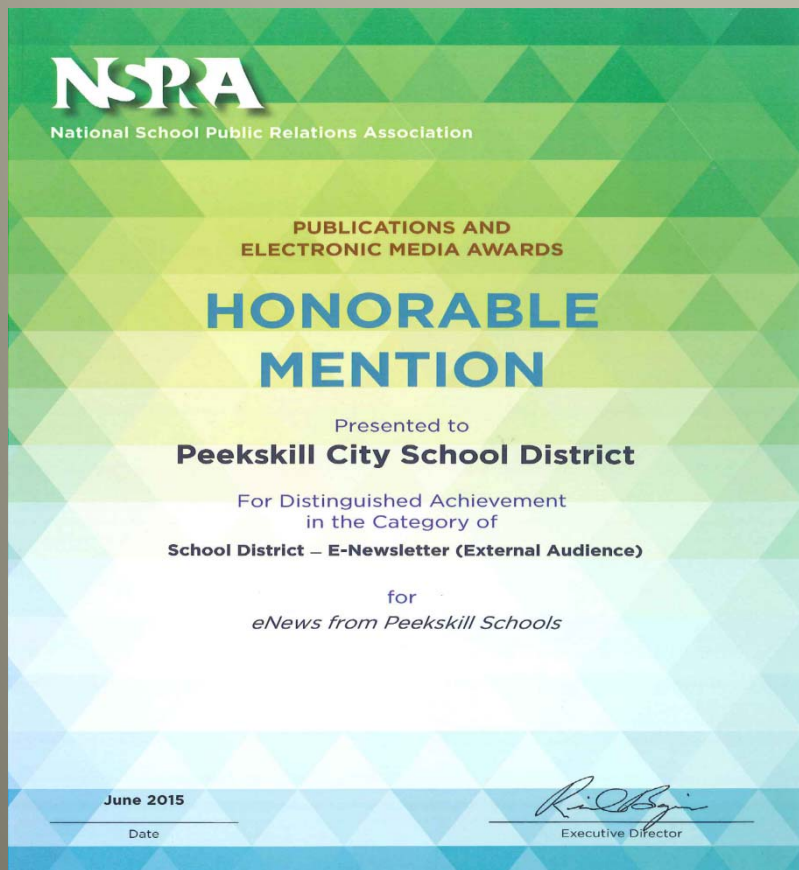 NSPRA
National School Public Relations Association
PUBLICATIONS AND
ELECTRONIC MEDIA AWARDS
HONORABLE
MENTION
Presented to
Peekskill City School District
For Distinguished Achievement
in the Category of
School District – E-Newsletter (External Audience)
for
eNews from Peekskill Schools
June 2015
Date
Executive Director